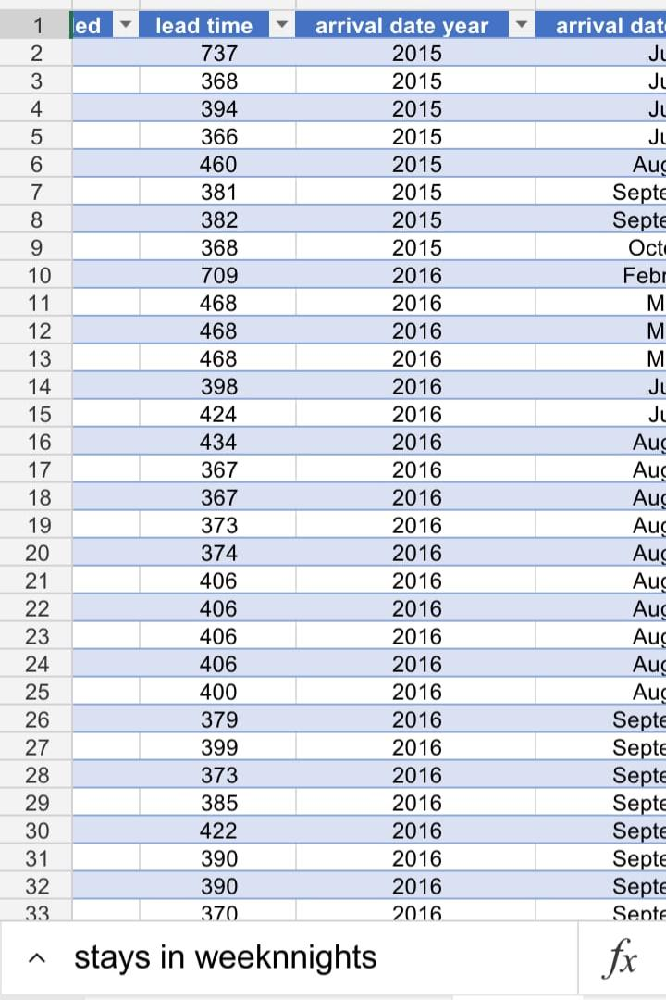 1 ed lead time arrival date year arrival dat
2 737 2015 Ju
3 368 2015 Ju
4 394 2015 Ju
5 366 2015 Ju
6 460 2015 Aug
7 381 2015 Septe
8 382 2015 Septe
9 368 2015 Octo
10 709 2016 Febr
11 468 2016 M
12 468 2016 M
13 468 2016 M
14 398 2016 Ju
15 424 2016 Ju
16 434 2016 Aug
17 367 2016 Aug
18 367 2016 Aug
19 373 2016 Aug
20 374 2016 Aug
21 406 2016 Aug
22 406 2016 Aug
23 406 2016 Aug
24 406 2016 Aug
25 400 2016 Aug
26 379 2016 Septe
27 399 2016 Septe
28 373 2016 Septe
29 385 2016 Septe
30 422 2016 Septe
31 390 2016 Septe
32 390 2016 Septe
33 370 2016 Septe
stays in weeknnights fx